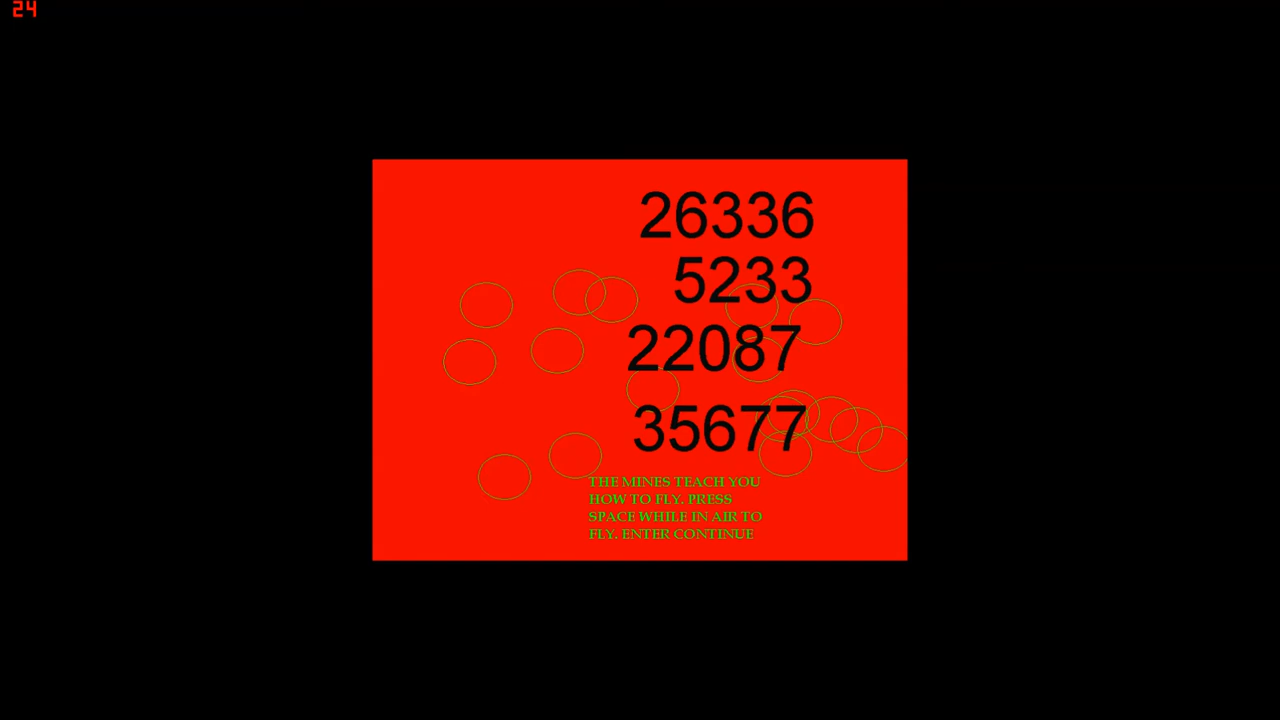 24
26336
5233
22087
35677
THE MINES TEACH YOU
HOW TO FLY. PRESS
SPACE WHILE IN AIR TO
FLY. ENTER CONTINUE